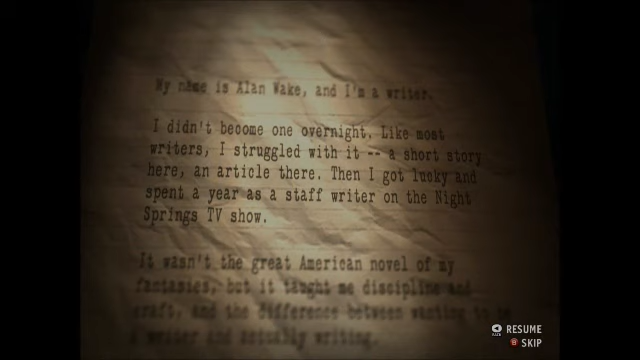 My name is Alan Wake, and I'm a writer.
I didn't become one overnight. Like most
writers, I struggled with it -- a short story
here, an article there. Then I got lucky and
spent a year as a staff writer on the Night
Springs TV show.
It wasn't the great American novel of my
fantasies, but it taught me discipline and
craft, and the difference between wanting to be
a writer and actually writing.
BACK RESUME
B SKIP